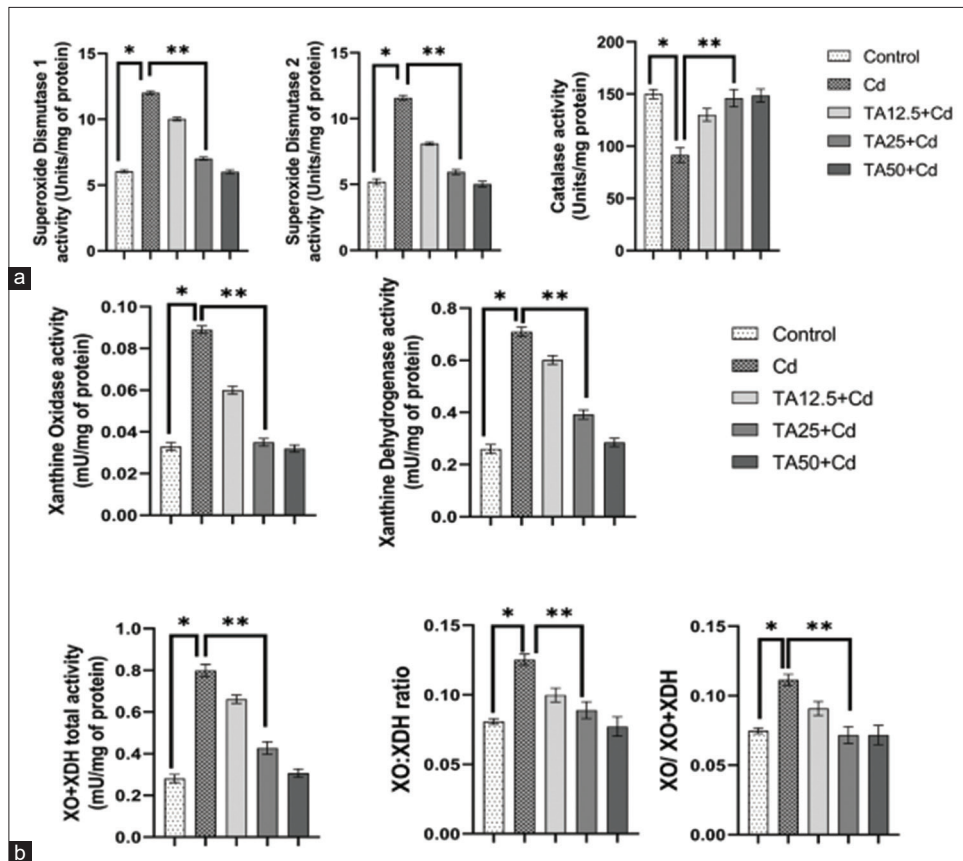 * **
15
10
5
0
Superoxide Dismutase 1
activity (Units/mg of protein)
* **
15
10
5
0
Superoxide Dismutase 2
activity (Units/mg of protein)
* **
200
150
100
50
0
Catalase activity
(Units/mg protein)
Control
Cd
TA12.5+Cd
TA25+Cd
TA50+Cd
a
* **
0.10
0.08
0.06
0.04
0.02
0.00
Xanthine Oxidase activity
(mU/mg of protein)
* **
0.8
0.6
0.4
0.2
0.0
Xanthine Dehydrogenase activity
(mU/mg of protein)
Control
Cd
TA12.5+Cd
TA25+Cd
TA50+Cd
* **
1.0
0.8
0.6
0.4
0.2
0.0
XO+XDH total activity
(mU/mg of protein)
* **
0.15
0.10
0.05
0.00
XO:XDH ratio
* **
0.15
0.10
0.05
0.00
XO/ XO+XDH
b